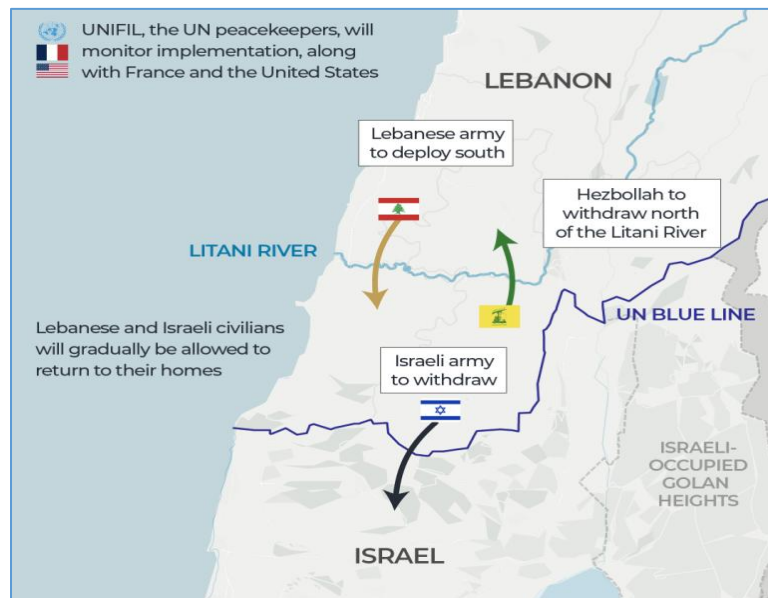 UNIFIL, the UN peacekeepers, will
monitor implementation, along
with France and the United States
LEBANON
Lebanese army
to deploy south
Hezbollah to
withdraw north
of the Litani River
LITANI RIVER
UN BLUE LINE
Lebanese and Israeli civilians
will gradually be allowed to
return to their homes
Israeli army
to withdraw
ISRAELI-
OCCUPIED
GOLAN
HEIGHTS
ISRAEL